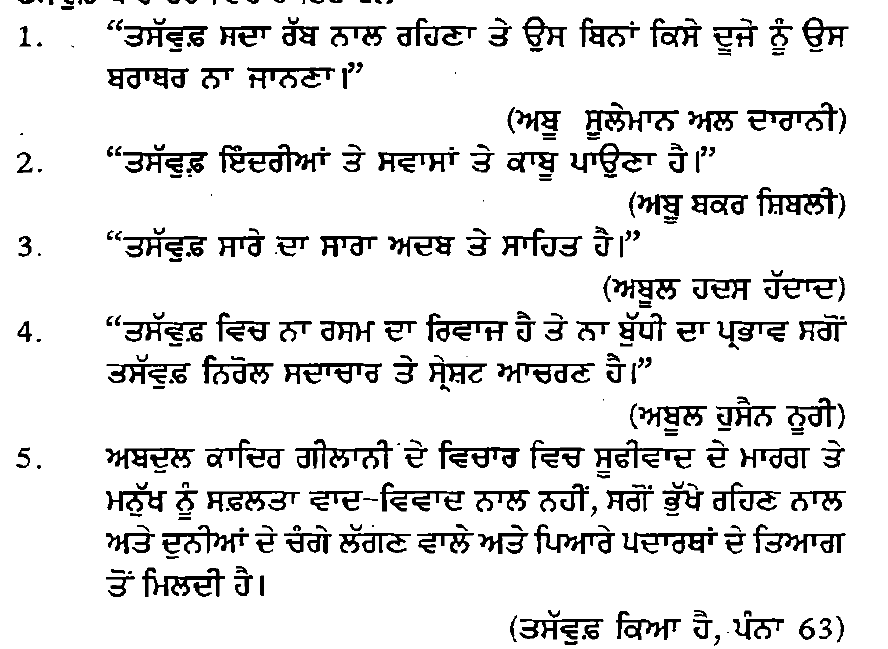 1. “ਤਸੱਵੁਫ਼ ਸਦਾ ਰੱਬ ਨਾਲ ਰਹਿਣਾ ਤੇ ਉਸ ਬਿਨਾਂ ਕਿਸੇ ਦੂਜੇ ਨੂੰ ਉਸ
ਬਰਾਬਰ ਨਾ ਜਾਨਣਾ।”
(ਅਬੂ ਸੂਲੇਮਾਨ ਅਲ ਦਾਰਾਨੀ)
2. “ਤਸੱਵੁਫ਼ ਇੰਦਰੀਆਂ ਤੇ ਸਵਾਸਾਂ ਤੇ ਕਾਬੂ ਪਾਉਣਾ ਹੈ।”
(ਅਬੂ ਬਕਰ ਸ਼ਿਬਲੀ)
3. “ਤਸੱਵੁਫ਼ ਸਾਰੇ ਦਾ ਸਾਰਾ ਅਦਬ ਤੇ ਸਾਹਿਤ ਹੈ।”
(ਅਬੂਲ ਹਦਸ ਹੱਦਾਦ)
4. “ਤਸੱਵੁਫ਼ ਵਿਚ ਨਾ ਰਸਮ ਦਾ ਰਿਵਾਜ ਹੈ ਤੇ ਨਾ ਬੁੱਧੀ ਦਾ ਪ੍ਰਭਾਵ ਸਗੋਂ
ਤਸੱਵੁਫ਼ ਨਿਰੋਲ ਸਦਾਚਾਰ ਤੇ ਸ੍ਰੇਸ਼ਟ ਆਚਰਣ ਹੈ।”
(ਅਬੂਲ ਹੁਸੈਨ ਨੂਰੀ)
5. ਅਬਦੁਲ ਕਾਦਿਰ ਗੀਲਾਨੀ ਦੇ ਵਿਚਾਰ ਵਿਚ ਸੂਫੀਵਾਦ ਦੇ ਮਾਰਗ ਤੇ
ਮਨੁੱਖ ਨੂੰ ਸਫ਼ਲਤਾ ਵਾਦ-ਵਿਵਾਦ ਨਾਲ ਨਹੀਂ, ਸਗੋਂ ਭੁੱਖੇ ਰਹਿਣ ਨਾਲ
ਅਤੇ ਦੁਨੀਆਂ ਦੇ ਚੰਗੇ ਲੱਗਣ ਵਾਲੇ ਅਤੇ ਪਿਆਰੇ ਪਦਾਰਥਾਂ ਦੇ ਤਿਆਗ
ਤੋਂ ਮਿਲਦੀ ਹੈ।
(ਤਸੱਵੁਫ਼ ਕਿਆ ਹੈ, ਪੰਨਾ 63)